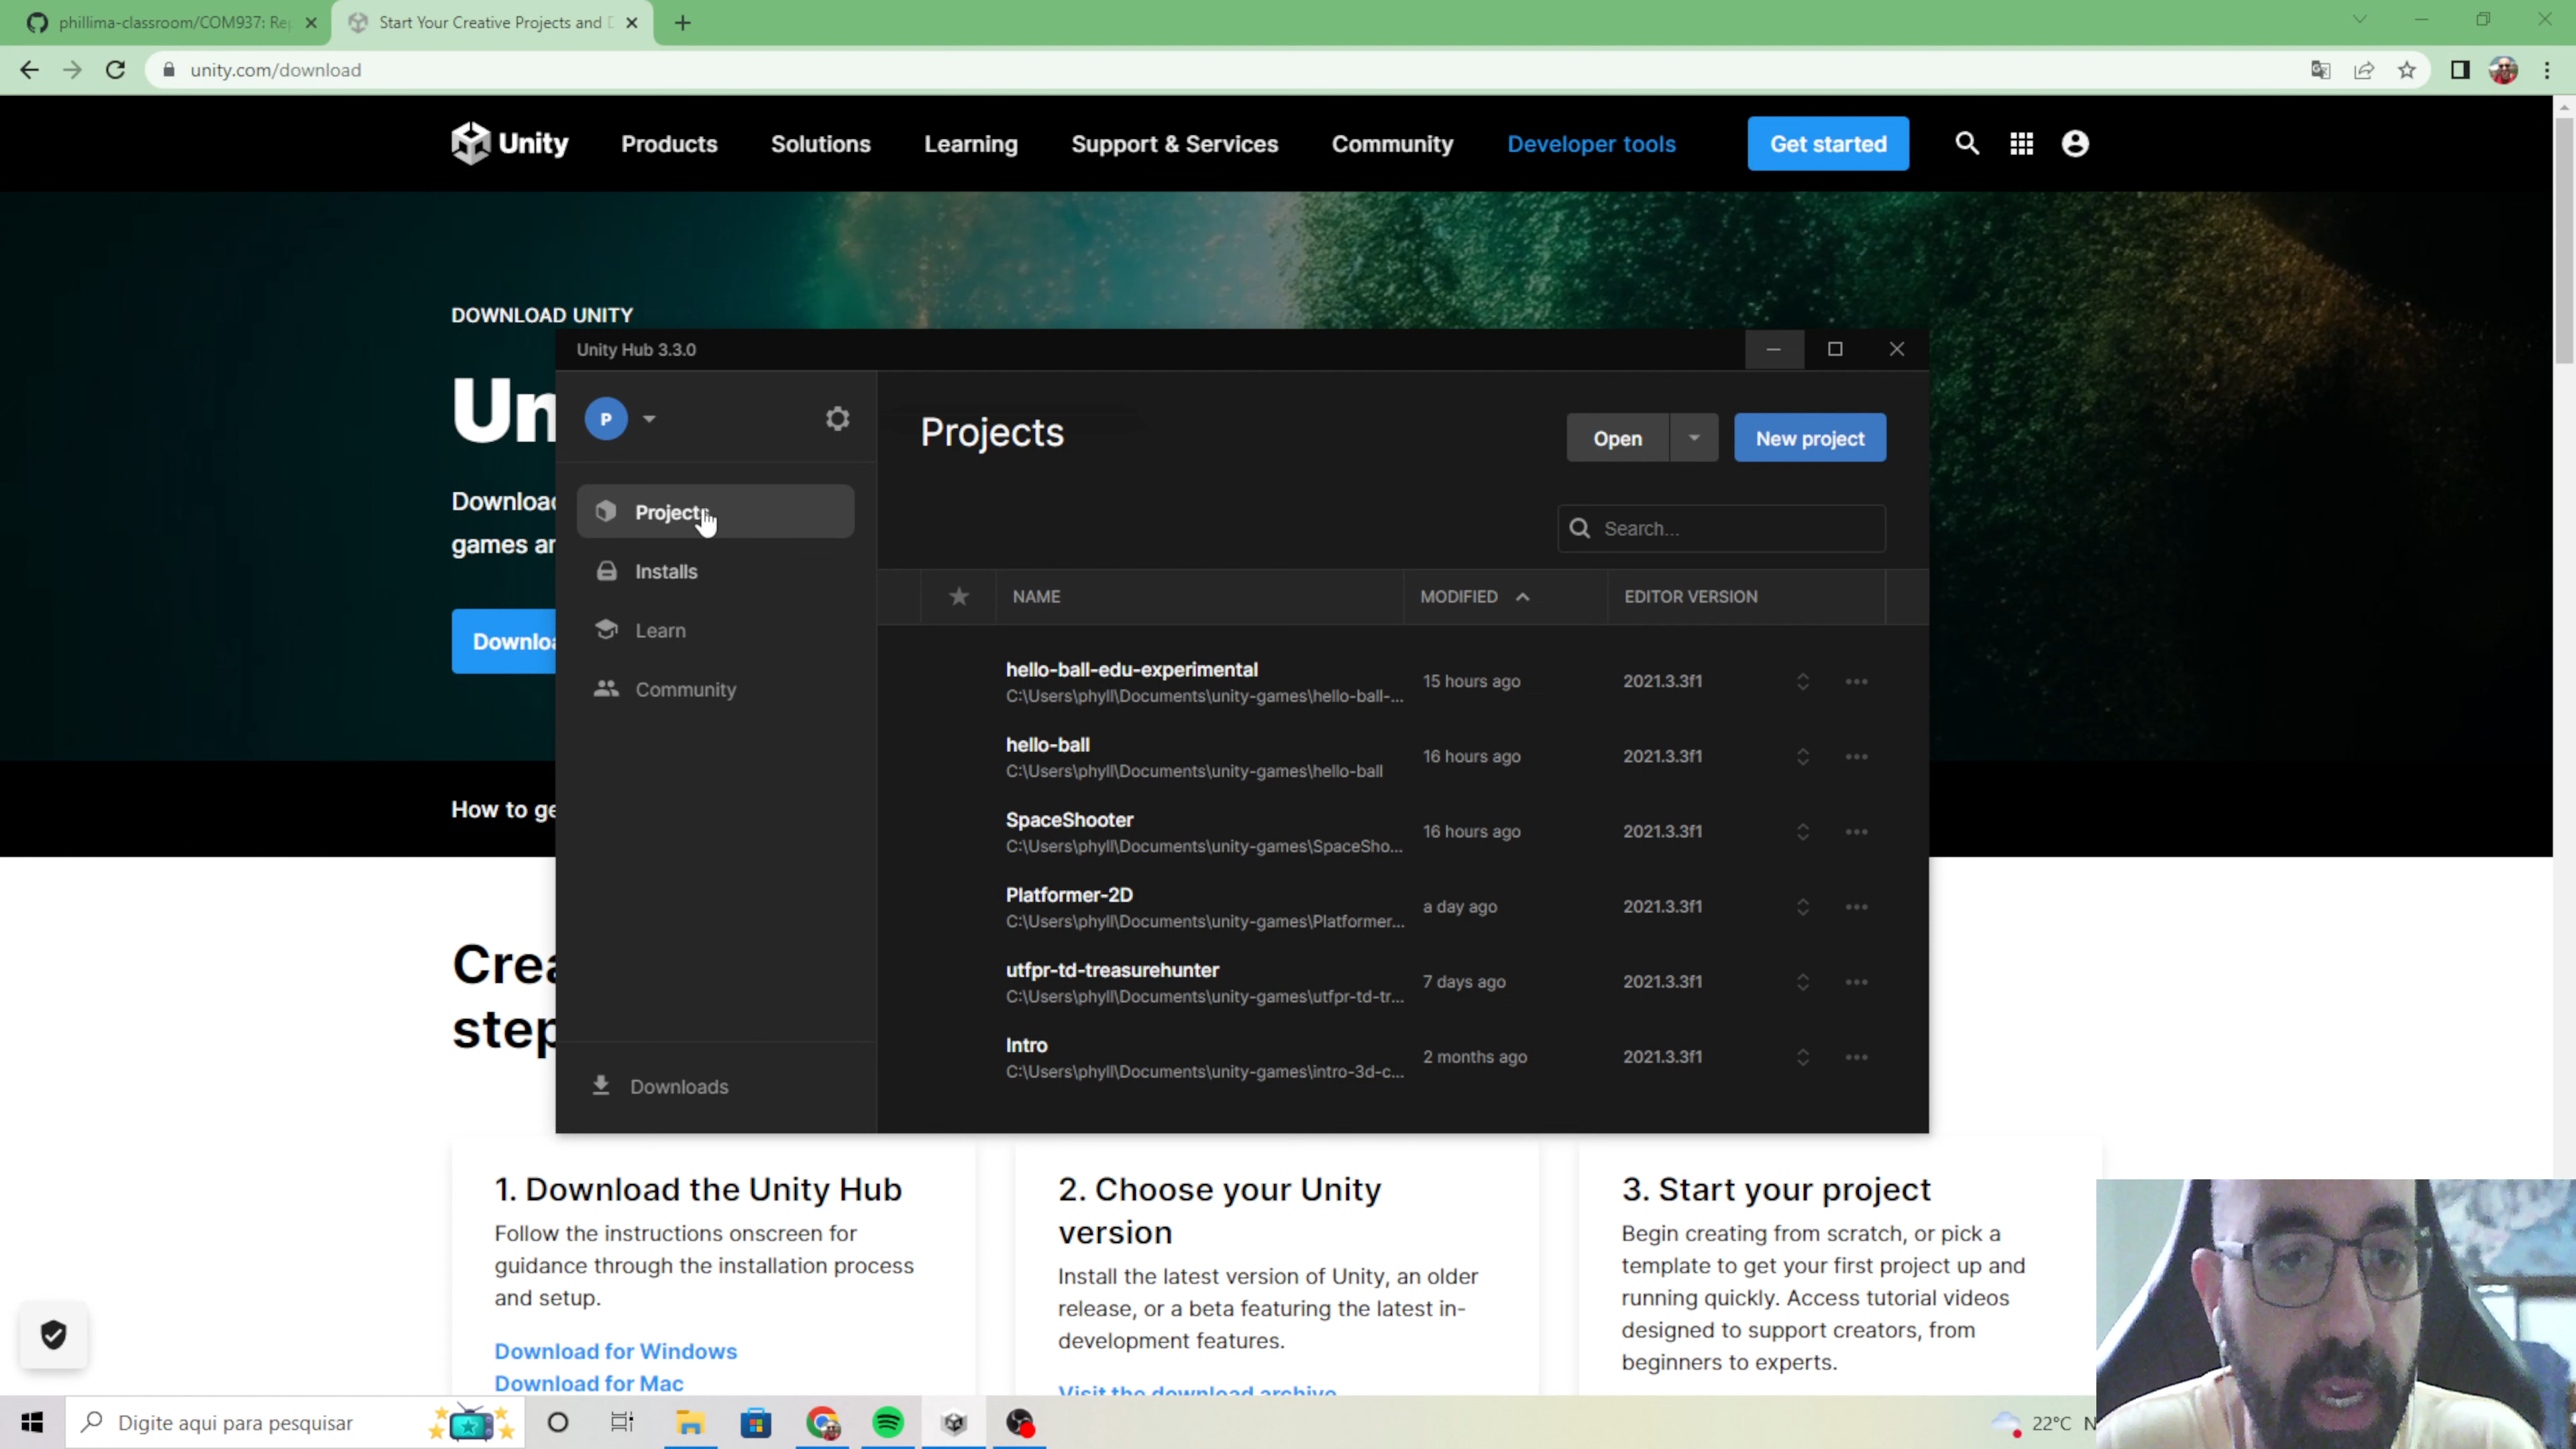 phillima-classroom/COM937: Re
Start Your Creative Projects and D
unity.com/download
Unity
Products
Solutions
Learning
Support & Services
Community
Developer tools
Get started
DOWNLOAD UNITY
Un
Download
games an
Downloa
How to ge
Unity Hub 3.3.0
P
Projects
Installs
Learn
Community
Downloads
Projects
Open
New project
Search...
NAME
MODIFIED
EDITOR VERSION
hello-ball-edu-experimental
C:\Users\phyll\Documents\unity-games\hello-ball-...
15 hours ago
2021.3.3f1
hello-ball
C:\Users\phyll\Documents\unity-games\hello-ball
16 hours ago
2021.3.3f1
SpaceShooter
C:\Users\phyll\Documents\unity-games\SpaceSho...
16 hours ago
2021.3.3f1
Platformer-2D
C:\Users\phyll\Documents\unity-games\Platformer...
a day ago
2021.3.3f1
utfpr-td-treasurehunter
C:\Users\phyll\Documents\unity-games\utfpr-td-tr...
7 days ago
2021.3.3f1
Intro
C:\Users\phyll\Documents\unity-games\intro-3d-c...
2 months ago
2021.3.3f1
Crea
step
1. Download the Unity Hub
Follow the instructions onscreen for
guidance through the installation process
and setup.
Download for Windows
Download for Mac
2. Choose your Unity
version
Install the latest version of Unity, an older
release, or a beta featuring the latest in-
development features.
Visit the download archive
3. Start your project
Begin creating from scratch, or pick a
template to get your first project up and
running quickly. Access tutorial videos
designed to support creators, from
beginners to experts.
Digite aqui para pesquisar
22°C N